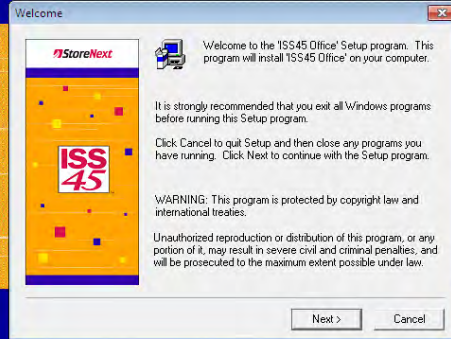 Welcome
StoreNext
Welcome to the 'ISS45 Office' Setup program. This
program will install 'ISS45 Office' on your computer.
It is strongly recommended that you exit all Windows programs
before running this Setup program.
Click Cancel to quit Setup and then close any programs you
have running. Click Next to continue with the Setup program.
ISS
45
WARNING: This program is protected by copyright law and
international treaties.
Unauthorized reproduction or distribution of this program, or any
portion of it, may result in severe civil and criminal penalties, and
will be prosecuted to the maximum extent possible under law.
Next >
Cancel